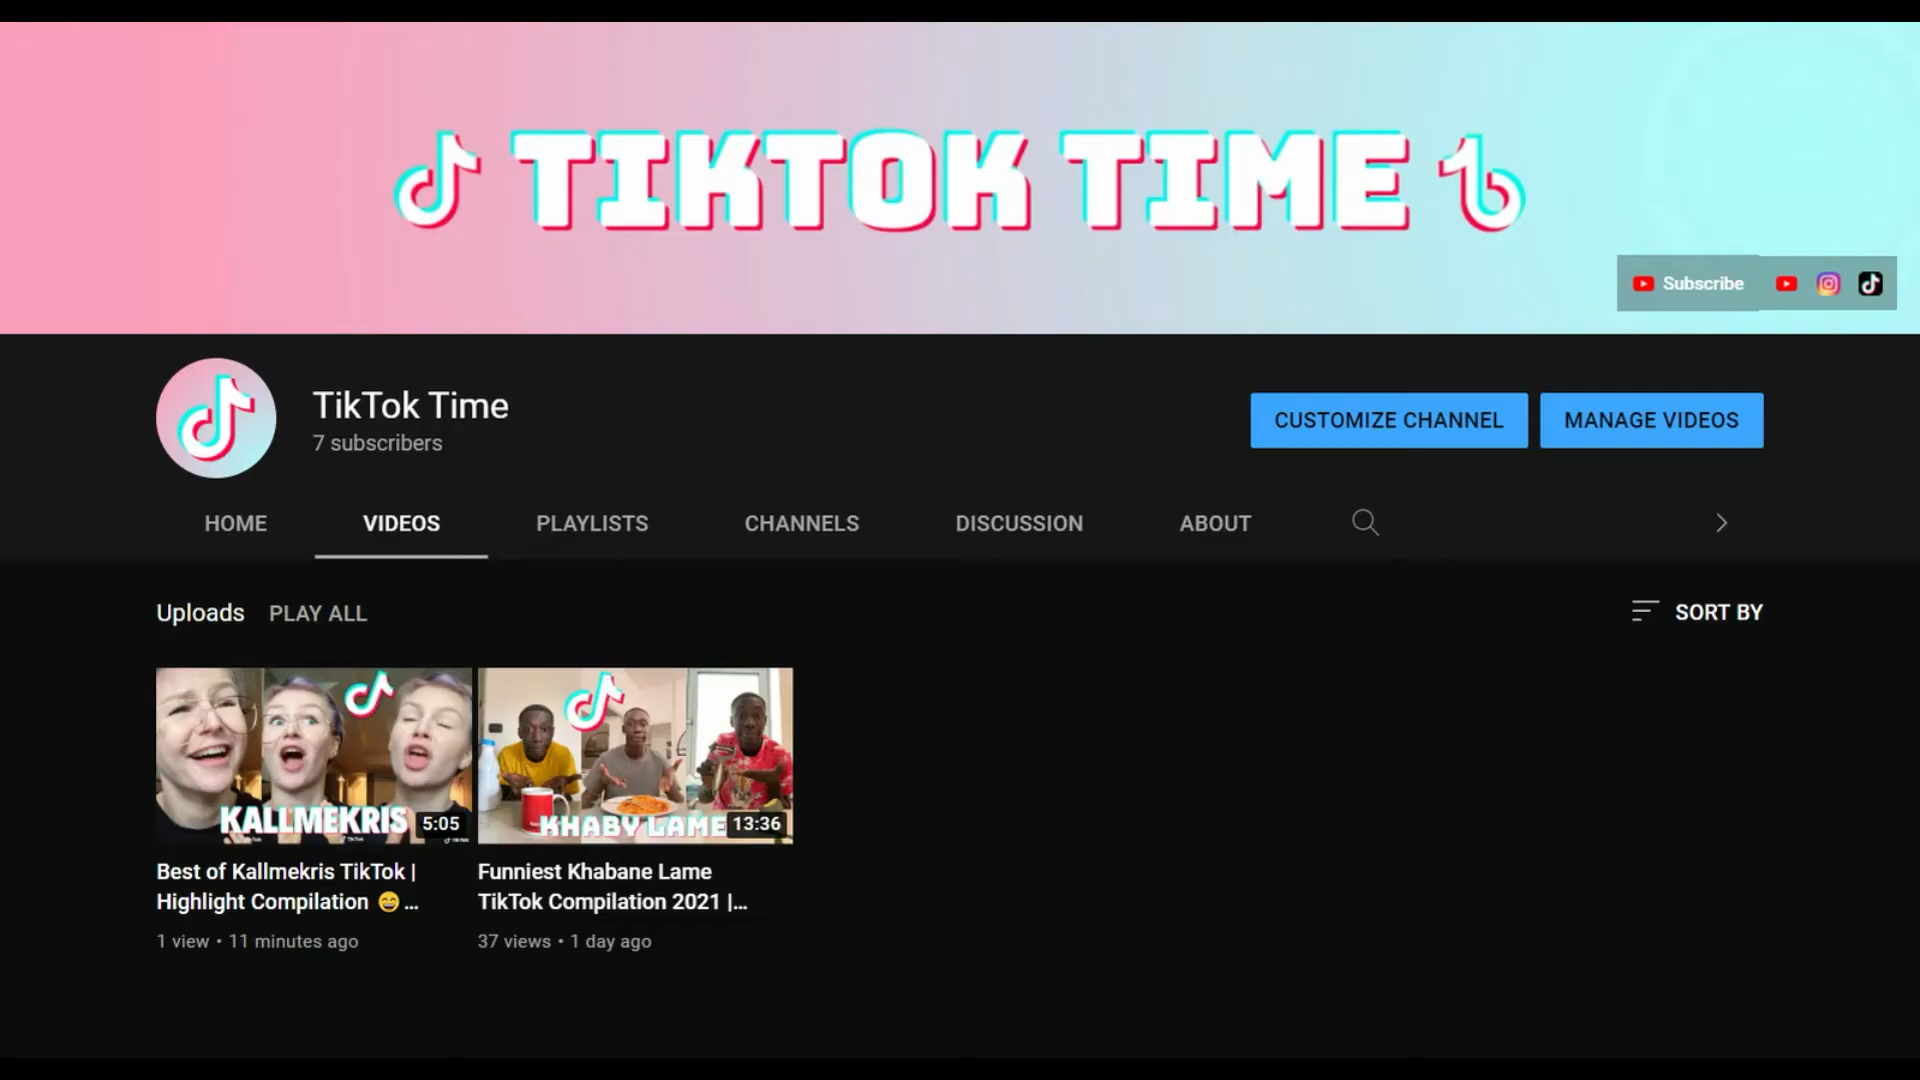 TIKTOK TIME
Subscribe
TikTok Time
7 subscribers
CUSTOMIZE CHANNEL
MANAGE VIDEOS
HOME
VIDEOS
PLAYLISTS
CHANNELS
DISCUSSION
ABOUT
Uploads
PLAY ALL
SORT BY
KALLMEKRIS
5:05
KHABY LAME
13:36
Best of Kallmekris TikTok |
Highlight Compilation 😄 ...
1 view • 11 minutes ago
Funniest Khabane Lame
TikTok Compilation 2021 |...
37 views • 1 day ago